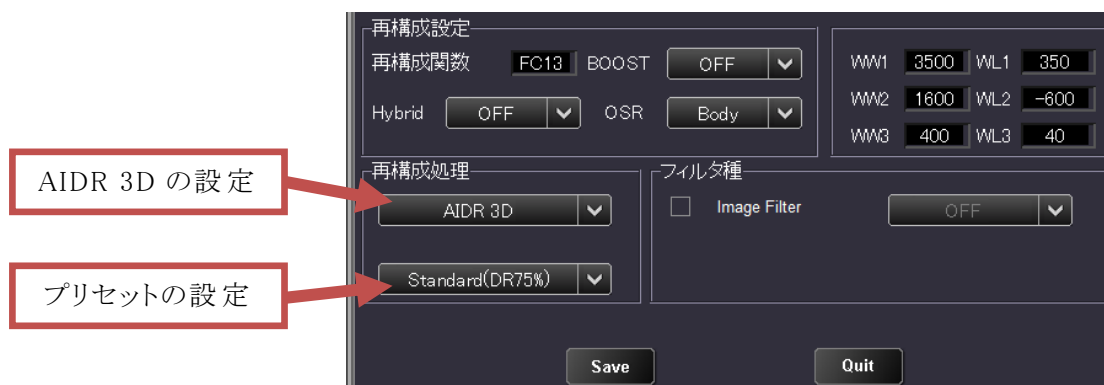 再構成設定
再構成関数 FC13 BOOST OFF
Hybrid OFF OSR Body
WW1 3500 WL1 350
WW2 1600 WL2 -600
WW3 400 WL3 40
AIDR 3D の設定
再構成処理
AIDR 3D
フィルタ種
Image Filter OFF
プリセットの設定
Standard(DR75%)
Save Quit